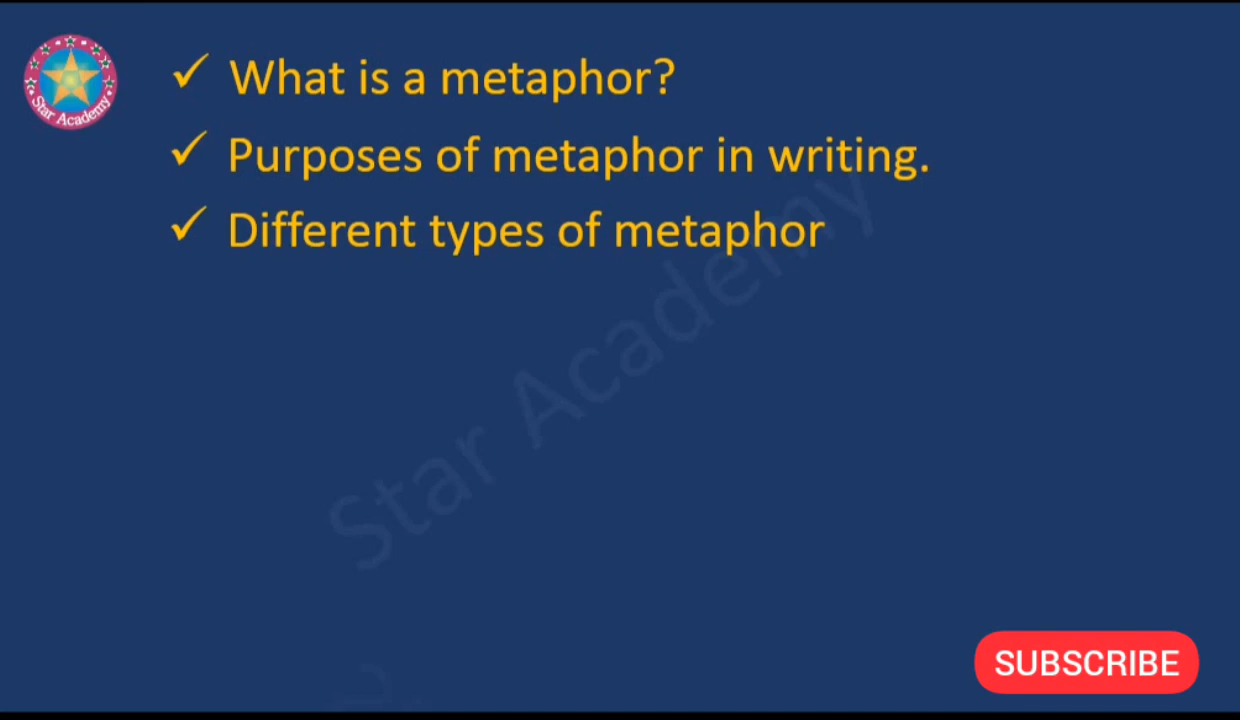 Star Academy
✓ What is a metaphor?
✓ Purposes of metaphor in writing.
✓ Different types of metaphor
Star Academy
SUBSCRIBE